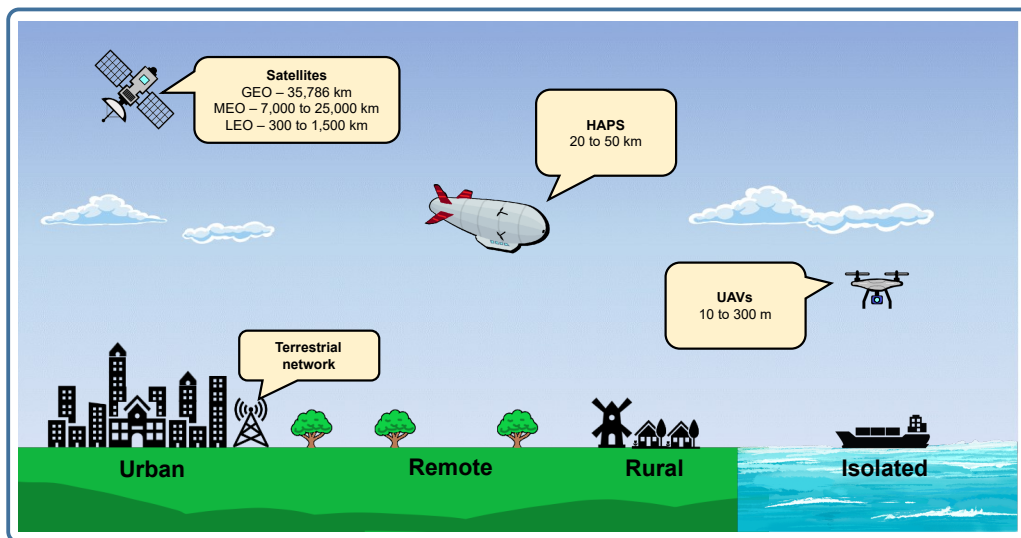 Satellites
GEO – 35,786 km
MEO – 7,000 to 25,000 km
LEO – 300 to 1,500 km
HAPS
20 to 50 km
UAVs
10 to 300 m
Terrestrial
network
Urban
Remote
Rural
Isolated